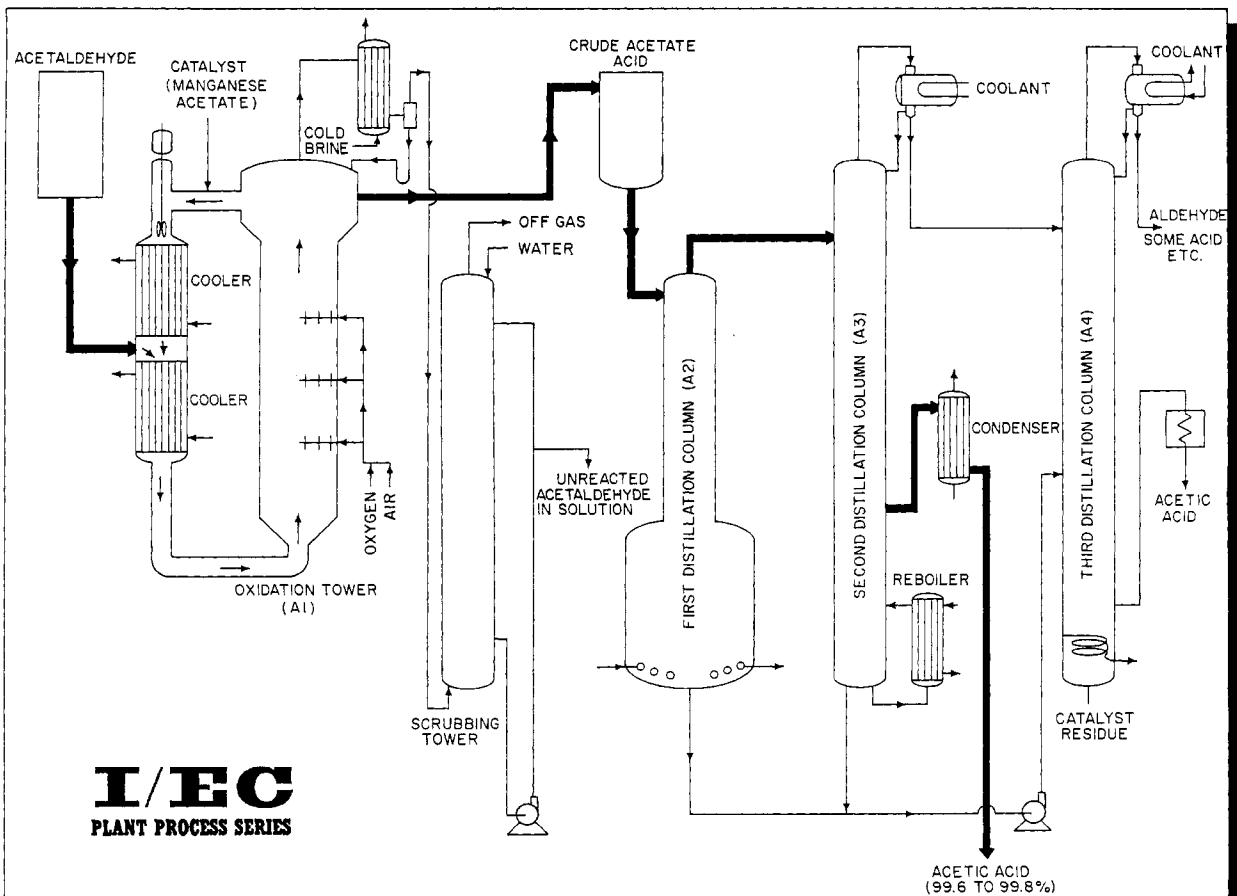 ACETALDEHYDE
CATALYST
(MANGANESE
ACETATE)
COLD
BRINE
CRUDE ACETATE
ACID
COOLANT
COOLANT
OFF GAS
WATER
ALDEHYDE
SOME ACID
ETC.
COOLER
COOLER
OXYGEN
AIR
OXIDATION TOWER
(A1)
UNREACTED
ACETALDEHYDE
IN SOLUTION
SCRUBBING
TOWER
FIRST DISTILLATION COLUMN (A2)
SECOND DISTILLATION COLUMN (A3)
CONDENSER
REBOILER
THIRD DISTILLATION COLUMN (A4)
ACETIC
ACID
CATALYST
RESIDUE
I/EC
PLANT PROCESS SERIES
ACETIC ACID
(99.6 TO 99.8%)